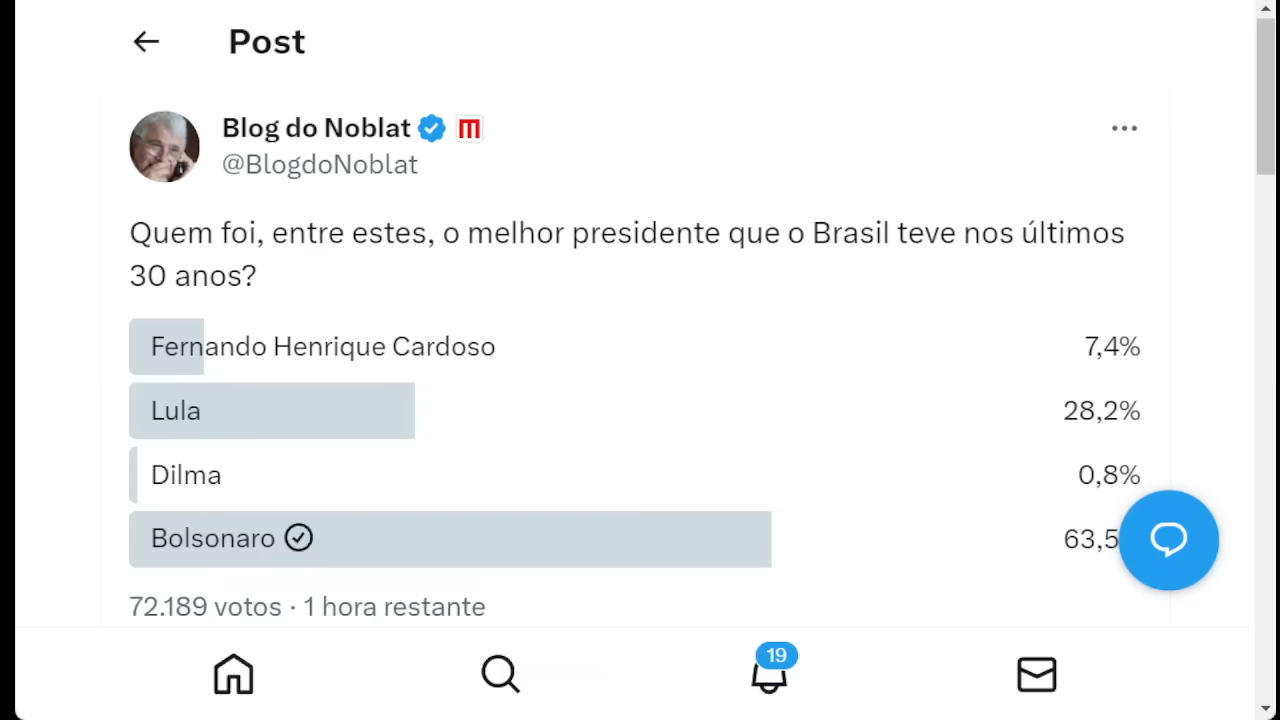 Post
Blog do Noblat
@BlogdoNoblat
Quem foi, entre estes, o melhor presidente que o Brasil teve nos últimos
30 anos?
Fernando Henrique Cardoso 7,4%
Lula 28,2%
Dilma 0,8%
Bolsonaro 63,5
72.189 votos · 1 hora restante
19